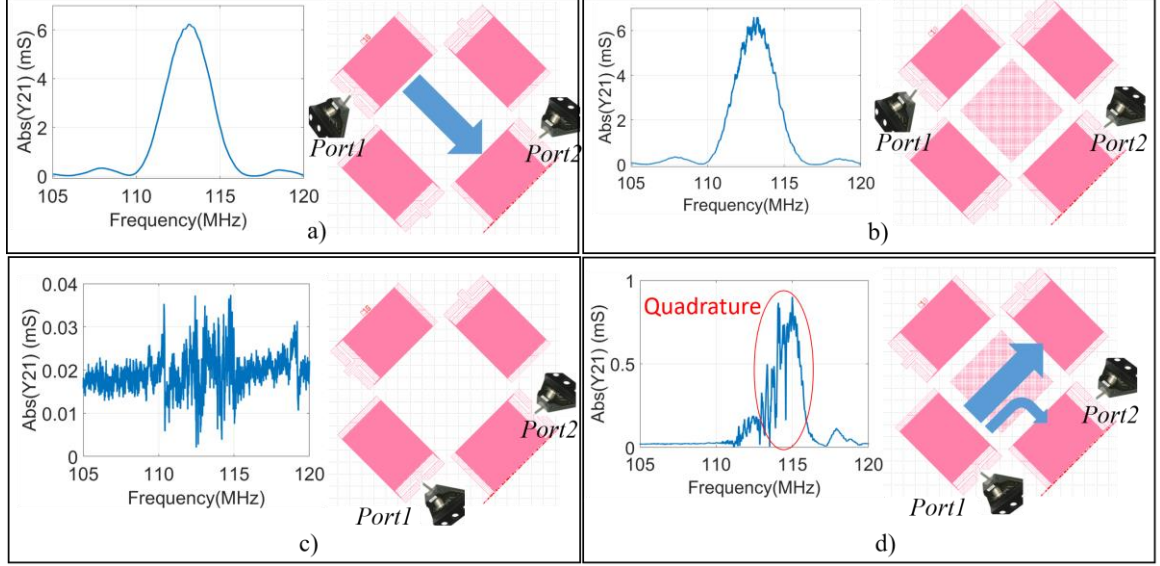 Abs(Y21) (mS)
6
4
2
0
105
110
115
120
Frequency(MHz)
Port1
Port2
a)
Abs(Y21) (mS)
6
4
2
0
105
110
115
120
Frequency(MHz)
Port1
Port2
b)
Abs(Y21) (mS)
0.04
0.03
0.02
0.01
0
105
110
115
120
Frequency(MHz)
Port1
Port2
c)
Abs(Y21) (mS)
1
0.5
0
Quadrature
105
110
115
120
Frequency(MHz)
Port1
Port2
d)